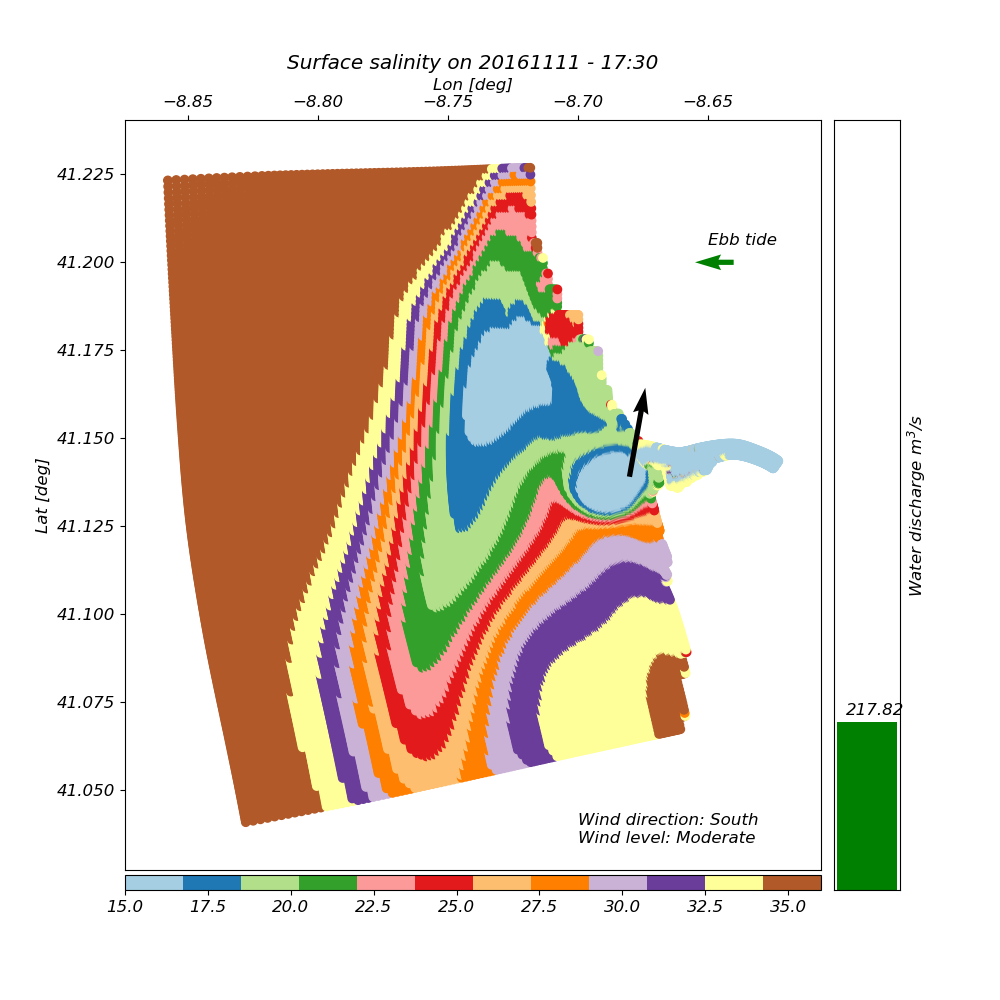 Surface salinity on 20161111 - 17:30
Lon [deg]
−8.85 −8.80 −8.75 −8.70 −8.65
41.225
41.200
41.175
41.150
41.125
41.100
41.075
41.050
Lat [deg]
Ebb tide
Wind direction: South
Wind level: Moderate
15.0 17.5 20.0 22.5 25.0 27.5 30.0 32.5 35.0
217.82
Water discharge m³/s